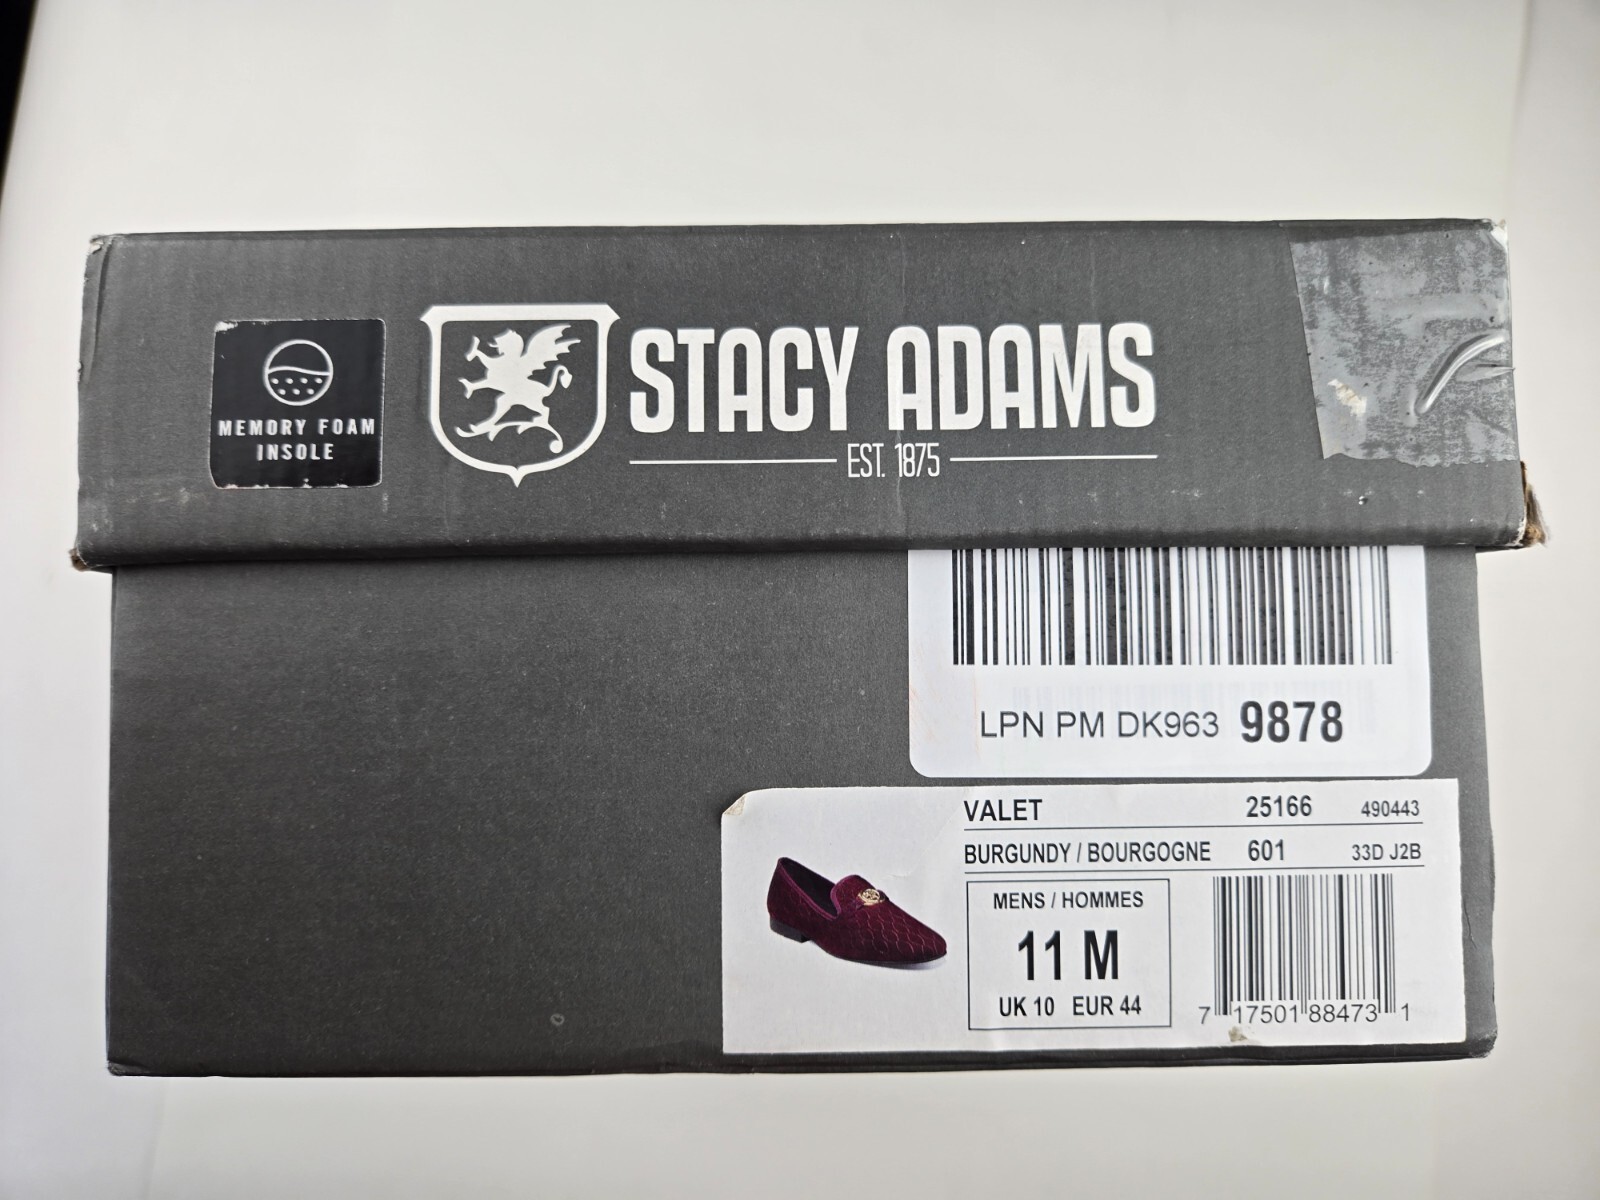 MEMORY FOAM
INSOLE
STACY ADAMS
EST. 1875
LPN PM DK963 9878
VALET 25166 490443
BURGUNDY / BOURGOGNE 601 33D J2B
MENS / HOMMES
11 M
UK 10 EUR 44
7 17501 88473 1